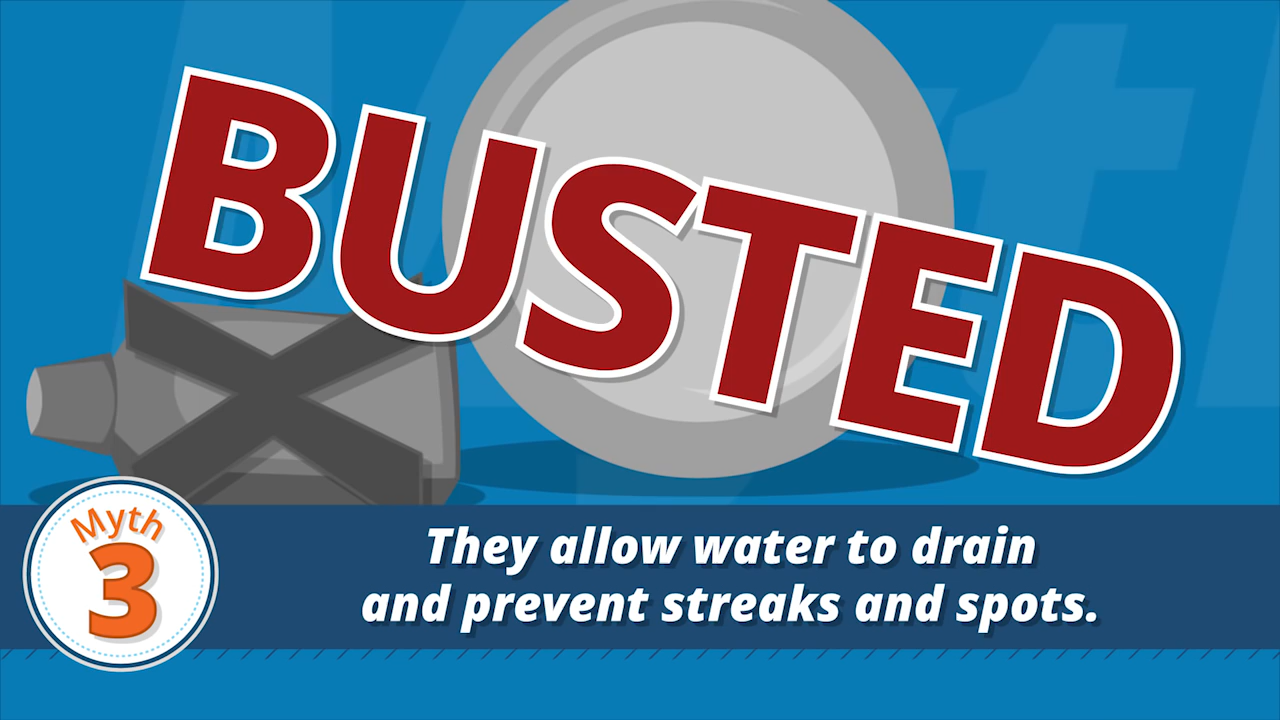 BUSTED
Myth
3
They allow water to drain
and prevent streaks and spots.